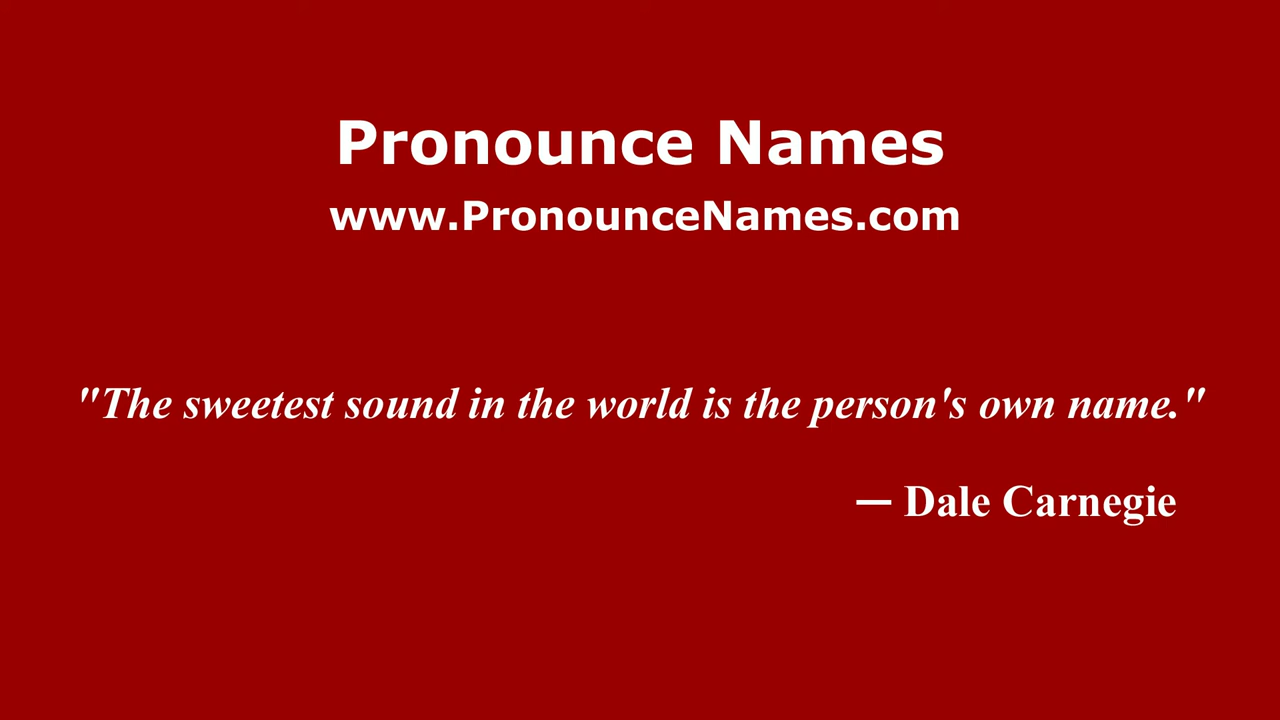 Pronounce Names
www.PronounceNames.com
"The sweetest sound in the world is the person's own name."
— Dale Carnegie